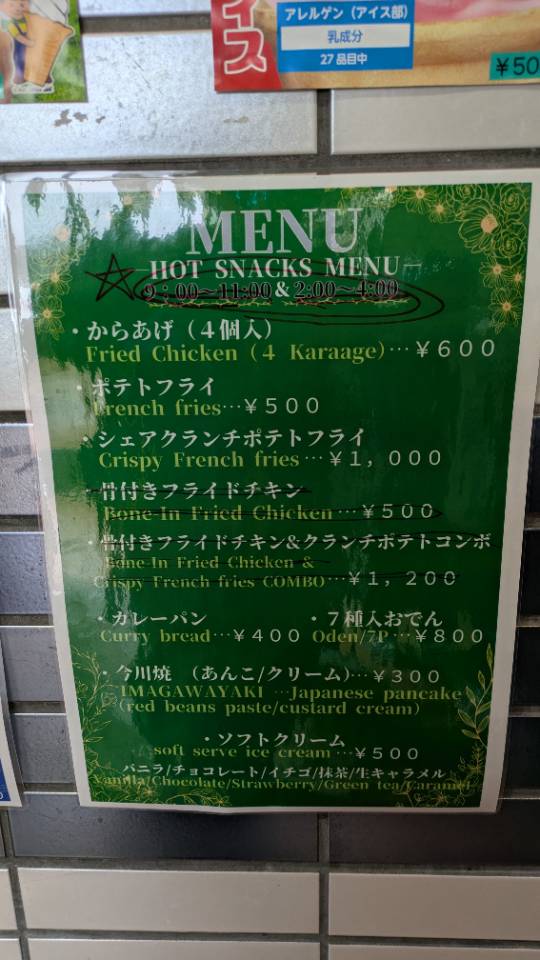 イス
アレルゲン（アイス部）
乳成分
27品目中
￥50
MENU
HOT SNACKS MENU
9：00～11:00 & 2:00～4:00
・からあげ（４個入）
Fried Chicken (4 Karaage)…￥６００
・ポテトフライ
French fries…￥５００
・シェアクランチポテトフライ
Crispy French fries…￥１，０００
・骨付きフライドチキン
Bone-In Fried Chicken…￥５００
・骨付きフライドチキン&クランチポテトコンボ
Bone-In Fried Chicken &
Crispy French fries COMBO…￥１，２００
・カレーパン
Curry bread…￥４００
・７種入おでん
Oden/7P…￥８００
・今川焼　（あんこ/クリーム)…￥３００
IMAGAWAYAKI …Japanese pancake
(red beans paste/custard cream)
・ソフトクリーム
soft serve ice cream…￥５００
バニラ/チョコレート/イチゴ/抹茶/生キャラメル
Vanilla/Chocolate/Strawberry/Green tea/Caramel